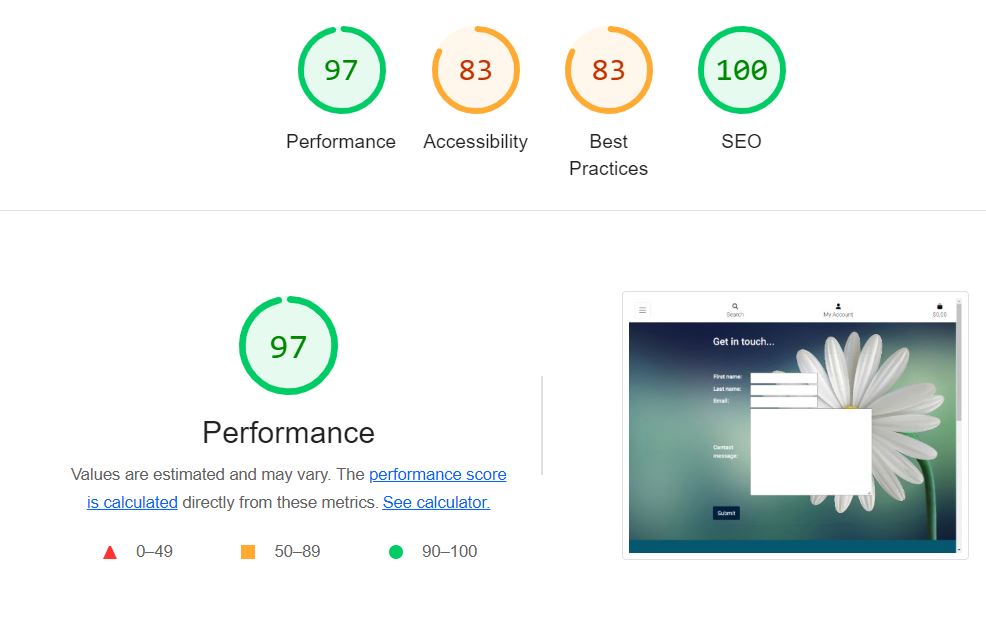 97
83
83
100
Performance
Accessibility
Best
Practices
SEO
97
Performance
Values are estimated and may vary. The performance score
is calculated directly from these metrics. See calculator.
0–49
50–89
90–100
Search
My Account
$0.00
Get in touch...
First name:
Last name:
Email:
Contact
message:
Submit